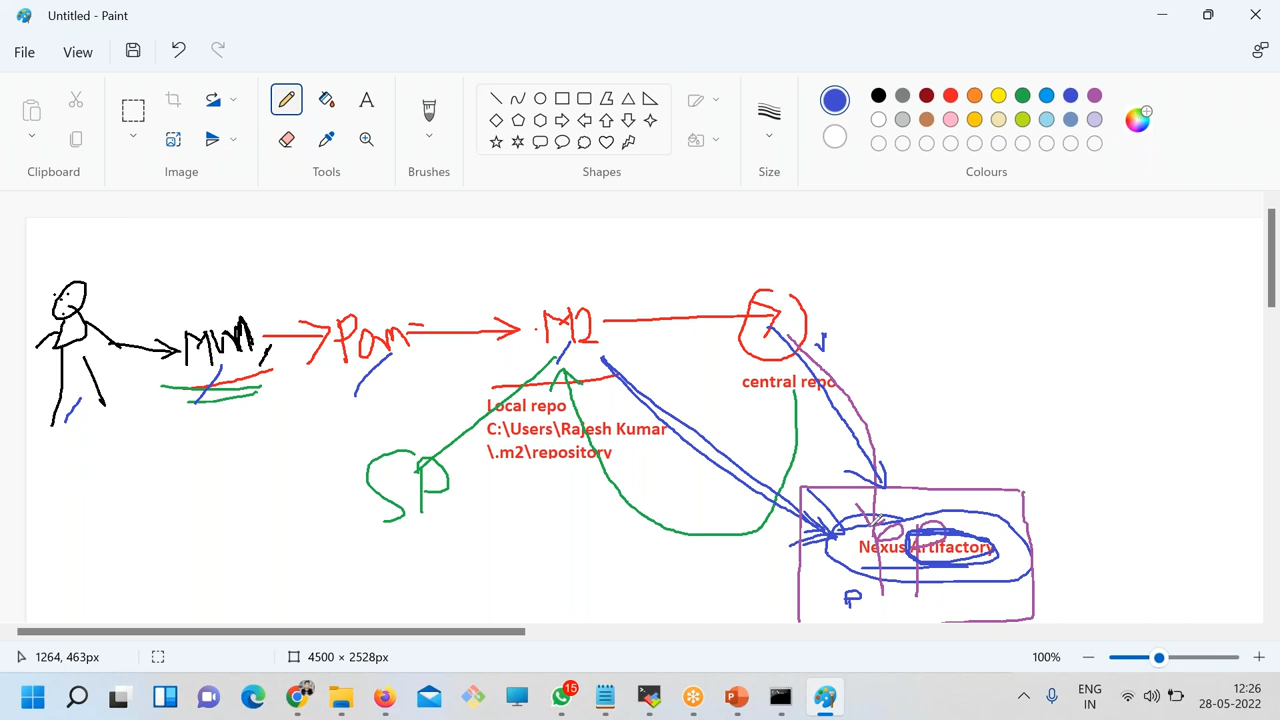 Untitled - Paint
File View
Clipboard
Image
Tools
Brushes
Shapes
Size
Colours
Mvn,
Pom
.M2
central repo
Local repo
C:\Users\Rajesh Kumar
\.m2\repository
SP
Nexus Artifactory
P
1264, 463px
4500 × 2528px
100%
15
ENG
IN
12:26
28-05-2022